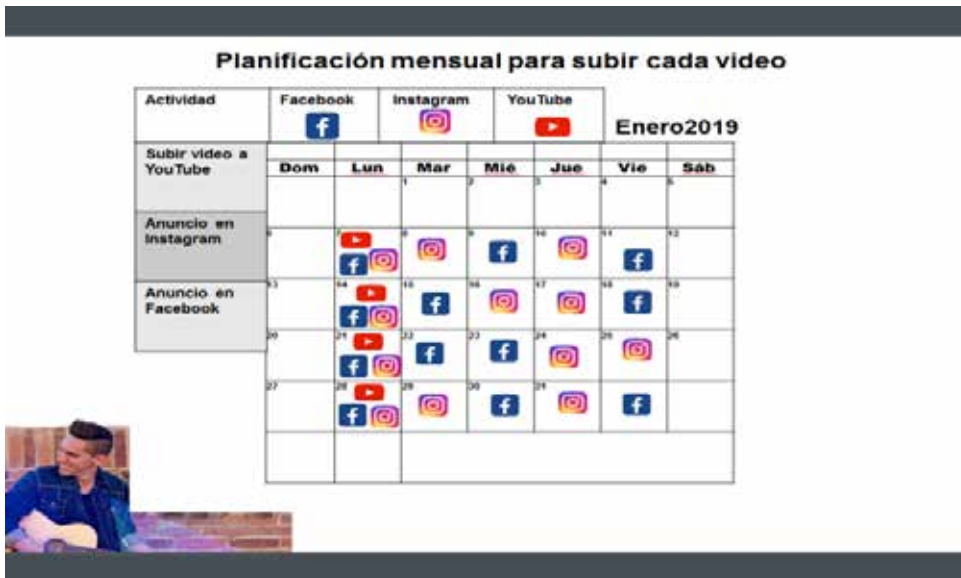 Planificación mensual para subir cada video
Actividad
Facebook
Instagram
YouTube
Enero2019
Subir video a
YouTube
Dom Lun Mar Mié Jue Vie Sáb
1 2 3 4 5
Anuncio en
Instagram
6 7 8 9 10 11 12
Anuncio en
Facebook
13 14 15 16 17 18 19
20 21 22 23 24 25 26
27 28 29 30 31